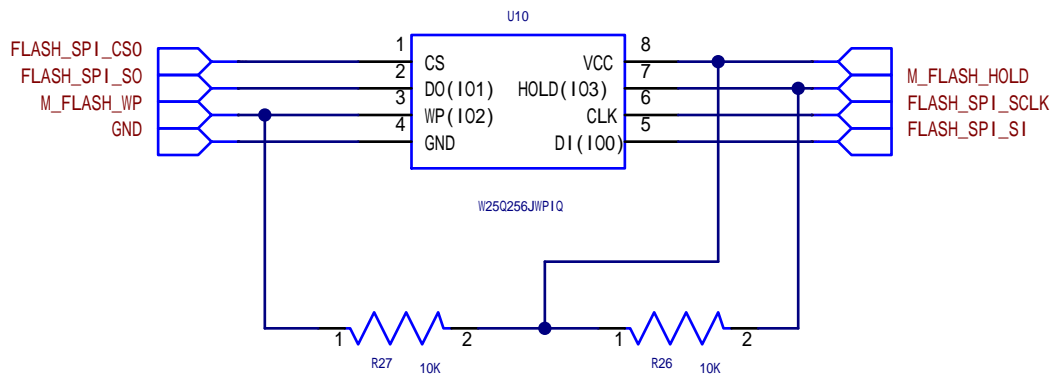 U10
FLASH_SPI_CS0
1
CS
VCC
8
FLASH_SPI_SO
2
DO(IO1)
HOLD(IO3)
7
M_FLASH_HOLD
M_FLASH_WP
3
WP(IO2)
CLK
6
FLASH_SPI_SCLK
GND
4
GND
DI(IO0)
5
FLASH_SPI_SI
W25Q256JWPIQ
1
2
1
2
R27
10K
R26
10K